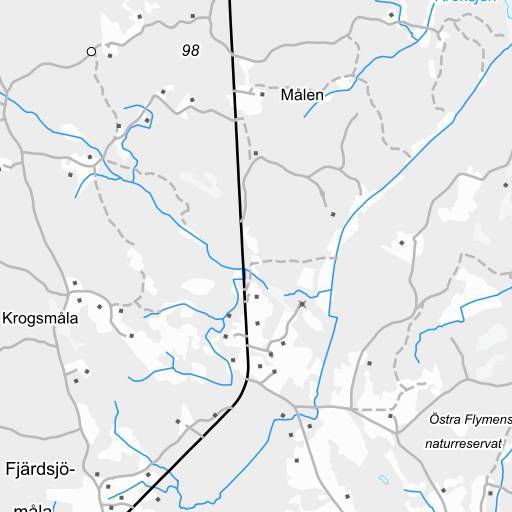 98
Målen
Krogsmåla
Östra Flymens
naturreservat
Fjärdsjö-
måla